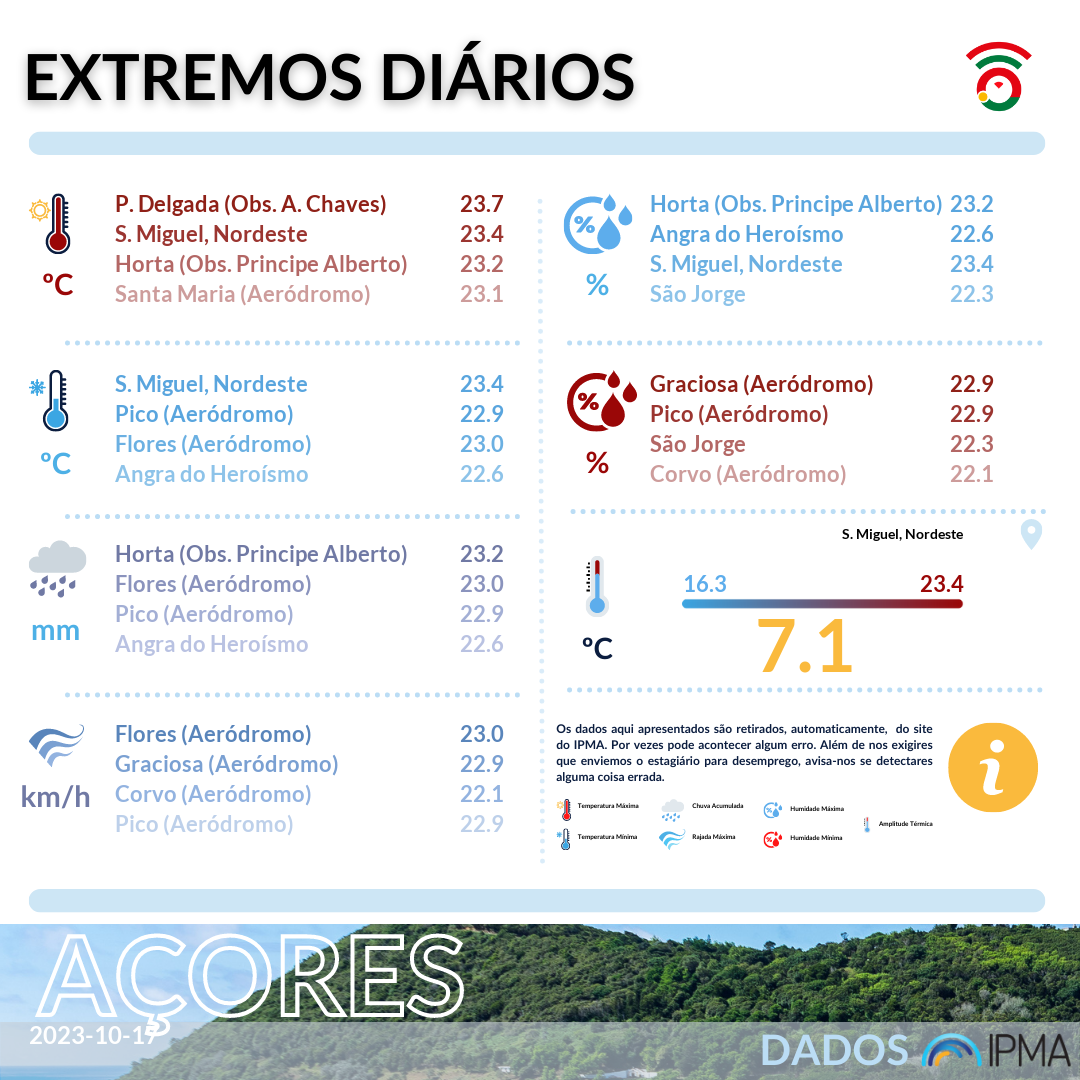 EXTREMOS DIÁRIOS
P. Delgada (Obs. A. Chaves) 23.7
S. Miguel, Nordeste 23.4
Horta (Obs. Principe Alberto) 23.2
Santa Maria (Aeródromo) 23.1
ºC
S. Miguel, Nordeste 23.4
Pico (Aeródromo) 22.9
Flores (Aeródromo) 23.0
Angra do Heroísmo 22.6
ºC
Horta (Obs. Principe Alberto) 23.2
Flores (Aeródromo) 23.0
Pico (Aeródromo) 22.9
Angra do Heroísmo 22.6
mm
Flores (Aeródromo) 23.0
Graciosa (Aeródromo) 22.9
Corvo (Aeródromo) 22.1
Pico (Aeródromo) 22.9
km/h
%
Horta (Obs. Principe Alberto) 23.2
Angra do Heroísmo 22.6
S. Miguel, Nordeste 23.4
São Jorge 22.3
%
%
Graciosa (Aeródromo) 22.9
Pico (Aeródromo) 22.9
São Jorge 22.3
Corvo (Aeródromo) 22.1
%
S. Miguel, Nordeste
16.3 23.4
7.1
ºC
Os dados aqui apresentados são retirados, automaticamente, do site
do IPMA. Por vezes pode acontecer algum erro. Além de nos exigires
que enviemos o estagiário para desemprego, avisa-nos se detectares
alguma coisa errada.
i
Temperatura Máxima
Chuva Acumulada
Humidade Máxima
Amplitude Térmica
Temperatura Mínima
Rajada Máxima
Humidade Mínima
AÇORES
2023-10-17
DADOS IPMA